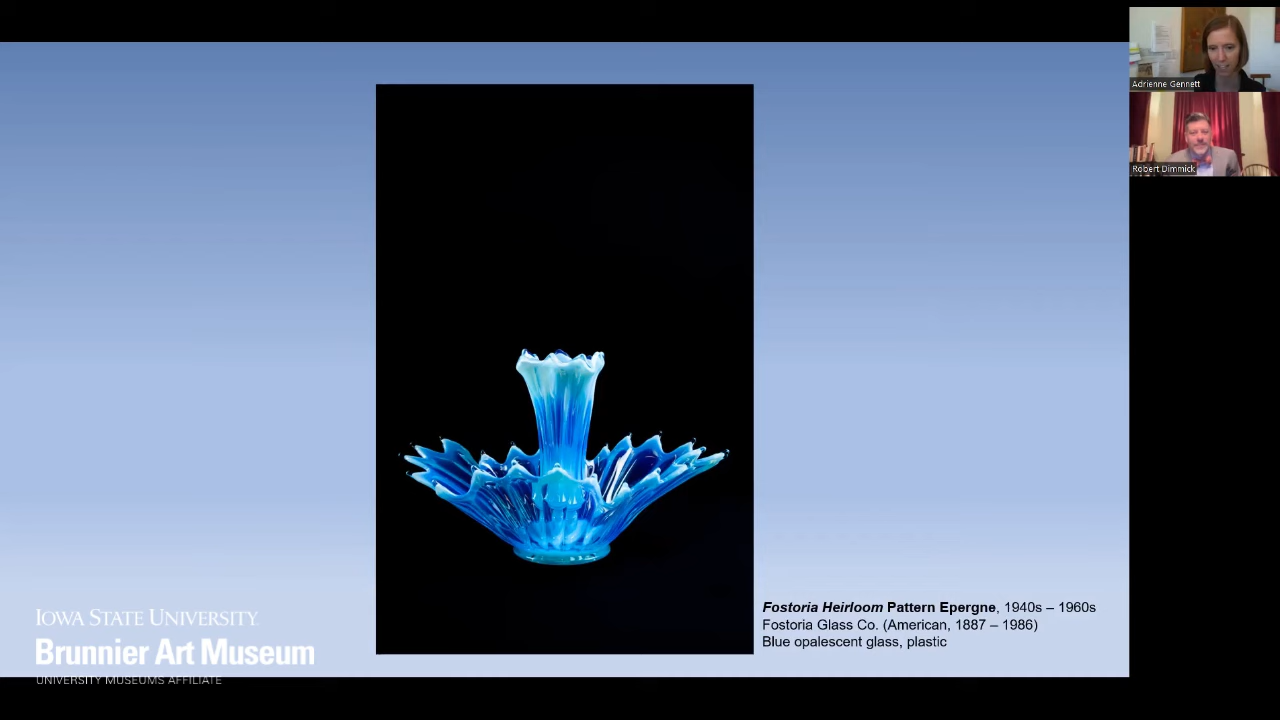 Adrienne Gennett
Robert Dimmick
Fostoria Heirloom Pattern Epergne, 1940s – 1960s
Fostoria Glass Co. (American, 1887 – 1986)
Blue opalescent glass, plastic
IOWA STATE UNIVERSITY
Brunnier Art Museum
UNIVERSITY MUSEUMS AFFILIATE